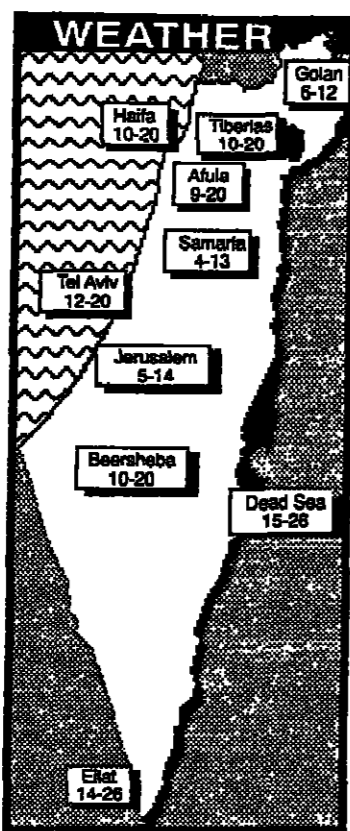 WEATHER
Golan
6-12
Haifa
10-20
Tiberias
10-20
Afula
9-20
Samaria
4-13
Tel Aviv
12-20
Jerusalem
5-14
Beersheba
10-20
Dead Sea
15-26
Eilat
14-26